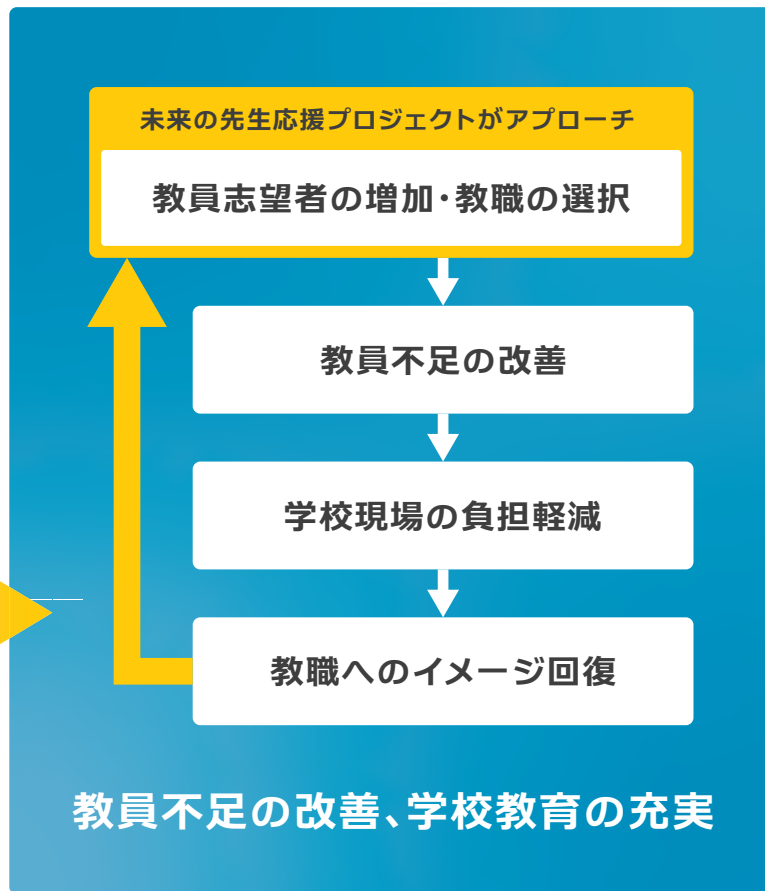 未来の先生応援プロジェクトがアプローチ
教員志望者の増加・教職の選択
教員不足の改善
学校現場の負担軽減
教職へのイメージ回復
教員不足の改善、学校教育の充実